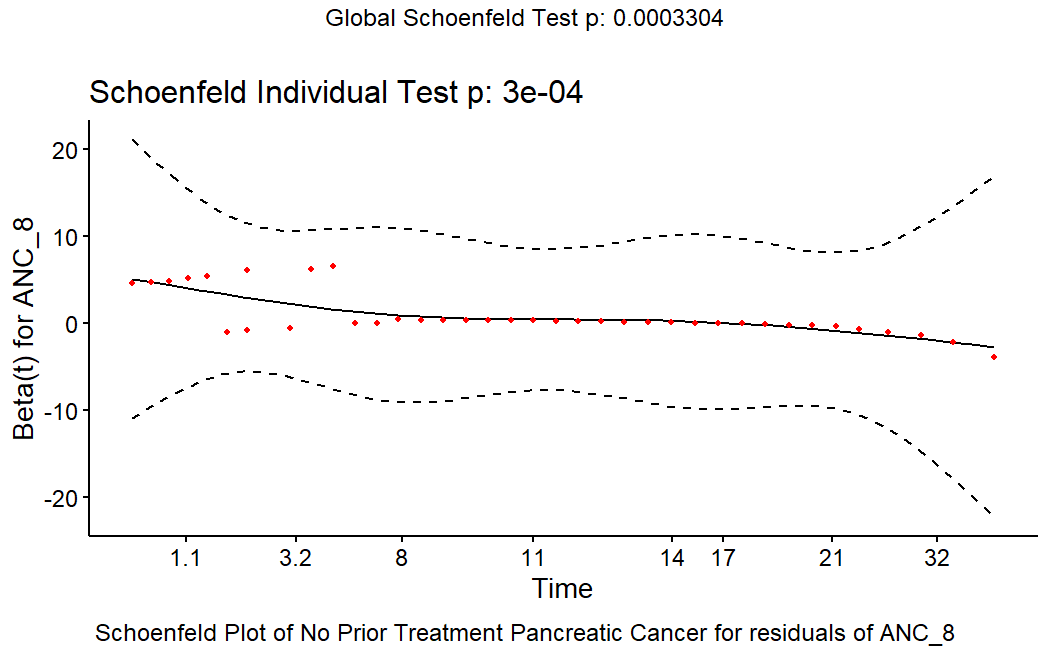 Global Schoenfeld Test p: 0.0003304
Schoenfeld Individual Test p: 3e-04
Beta(t) for ANC_8
20
10
0
-10
-20
1.1 3.2 8 11 14 17 21 32
Time
Schoenfeld Plot of No Prior Treatment Pancreatic Cancer for residuals of ANC_8